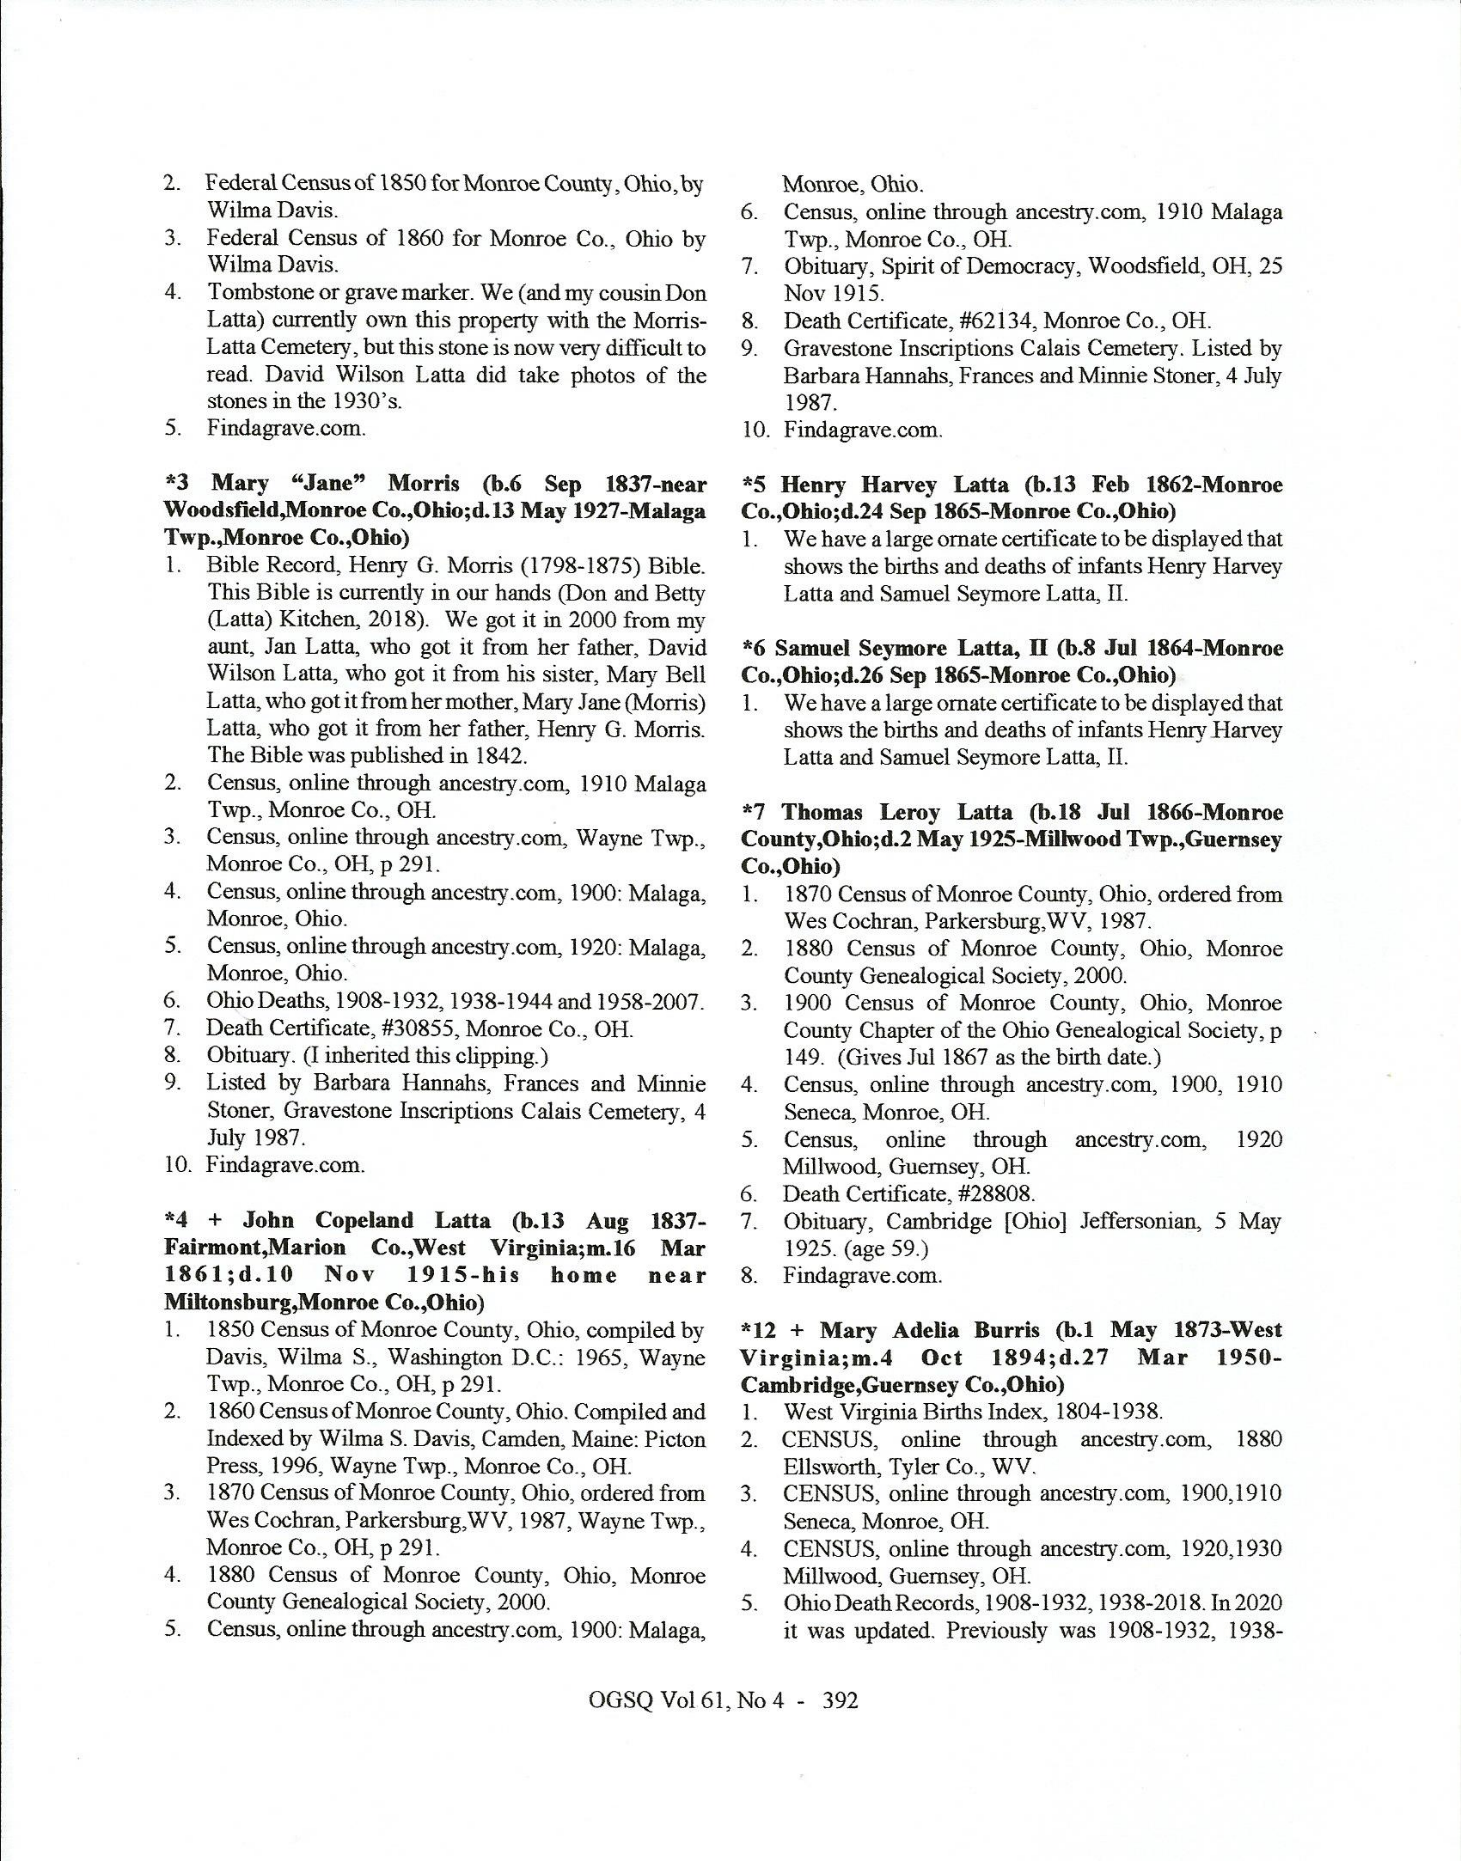 2. Federal Census of 1850 for Monroe County, Ohio, by
Wilma Davis.
3. Federal Census of 1860 for Monroe Co., Ohio by
Wilma Davis.
4. Tombstone or grave marker. We (and my cousin Don
Latta) currently own this property with the Morris-
Latta Cemetery, but this stone is now very difficult to
read. David Wilson Latta did take photos of the
stones in the 1930's.
5. Findagrave.com.
*3 Mary “Jane” Morris (b.6 Sep 1837-near
Woodsfield,Monroe Co.,Ohio;d.13 May 1927-Malaga
Twp.,Monroe Co.,Ohio)
1. Bible Record, Henry G. Morris (1798-1875) Bible.
This Bible is currently in our hands (Don and Betty
(Latta) Kitchen, 2018). We got it in 2000 from my
aunt, Jan Latta, who got it from her father, David
Wilson Latta, who got it from his sister, Mary Bell
Latta, who got it from her mother, Mary Jane (Morris)
Latta, who got it from her father, Henry G. Morris.
The Bible was published in 1842.
2. Census, online through ancestry.com, 1910 Malaga
Twp., Monroe Co., OH.
3. Census, online through ancestry.com, Wayne Twp.,
Monroe Co., OH, p 291.
4. Census, online through ancestry.com, 1900: Malaga,
Monroe, Ohio.
5. Census, online through ancestry.com, 1920: Malaga,
Monroe, Ohio.
6. Ohio Deaths, 1908-1932, 1938-1944 and 1958-2007.
7. Death Certificate, #30855, Monroe Co., OH.
8. Obituary. (I inherited this clipping.)
9. Listed by Barbara Hannahs, Frances and Minnie
Stoner, Gravestone Inscriptions Calais Cemetery, 4
July 1987.
10. Findagrave.com.
*4 + John Copeland Latta (b.13 Aug 1837-
Fairmont,Marion Co.,West Virginia;m.16 Mar
1861;d.10 Nov 1915-his home near
Miltonsburg,Monroe Co.,Ohio)
1. 1850 Census of Monroe County, Ohio, compiled by
Davis, Wilma S., Washington D.C.: 1965, Wayne
Twp., Monroe Co., OH, p 291.
2. 1860 Census of Monroe County, Ohio. Compiled and
Indexed by Wilma S. Davis, Camden, Maine: Picton
Press, 1996, Wayne Twp., Monroe Co., OH.
3. 1870 Census of Monroe County, Ohio, ordered from
Wes Cochran, Parkersburg,WV, 1987, Wayne Twp.,
Monroe Co., OH, p 291.
4. 1880 Census of Monroe County, Ohio, Monroe
County Genealogical Society, 2000.
5. Census, online through ancestry.com, 1900: Malaga,
Monroe, Ohio.
6. Census, online through ancestry.com, 1910 Malaga
Twp., Monroe Co., OH.
7. Obituary, Spirit of Democracy, Woodsfield, OH, 25
Nov 1915.
8. Death Certificate, #62134, Monroe Co., OH.
9. Gravestone Inscriptions Calais Cemetery. Listed by
Barbara Hannahs, Frances and Minnie Stoner, 4 July
1987.
10. Findagrave.com.
*5 Henry Harvey Latta (b.13 Feb 1862-Monroe
Co.,Ohio;d.24 Sep 1865-Monroe Co.,Ohio)
1. We have a large ornate certificate to be displayed that
shows the births and deaths of infants Henry Harvey
Latta and Samuel Seymore Latta, II.
*6 Samuel Seymore Latta, II (b.8 Jul 1864-Monroe
Co.,Ohio;d.26 Sep 1865-Monroe Co.,Ohio)
1. We have a large ornate certificate to be displayed that
shows the births and deaths of infants Henry Harvey
Latta and Samuel Seymore Latta, II.
*7 Thomas Leroy Latta (b.18 Jul 1866-Monroe
County,Ohio;d.2 May 1925-Millwood Twp.,Guernsey
Co.,Ohio)
1. 1870 Census of Monroe County, Ohio, ordered from
Wes Cochran, Parkersburg,WV, 1987.
2. 1880 Census of Monroe County, Ohio, Monroe
County Genealogical Society, 2000.
3. 1900 Census of Monroe County, Ohio, Monroe
County Chapter of the Ohio Genealogical Society, p
149. (Gives Jul 1867 as the birth date.)
4. Census, online through ancestry.com, 1900, 1910
Seneca, Monroe, OH.
5. Census, online through ancestry.com, 1920
Millwood, Guernsey, OH.
6. Death Certificate, #28808.
7. Obituary, Cambridge [Ohio] Jeffersonian, 5 May
1925. (age 59.)
8. Findagrave.com.
*12 + Mary Adelia Burris (b.1 May 1873-West
Virginia;m.4 Oct 1894;d.27 Mar 1950-
Cambridge,Guernsey Co.,Ohio)
1. West Virginia Births Index, 1804-1938.
2. CENSUS, online through ancestry.com, 1880
Ellsworth, Tyler Co., WV.
3. CENSUS, online through ancestry.com, 1900,1910
Seneca, Monroe, OH.
4. CENSUS, online through ancestry.com, 1920,1930
Millwood, Guernsey, OH.
5. Ohio Death Records, 1908-1932, 1938-2018. In 2020
it was updated. Previously was 1908-1932, 1938-
OGSQ Vol 61, No 4 - 392